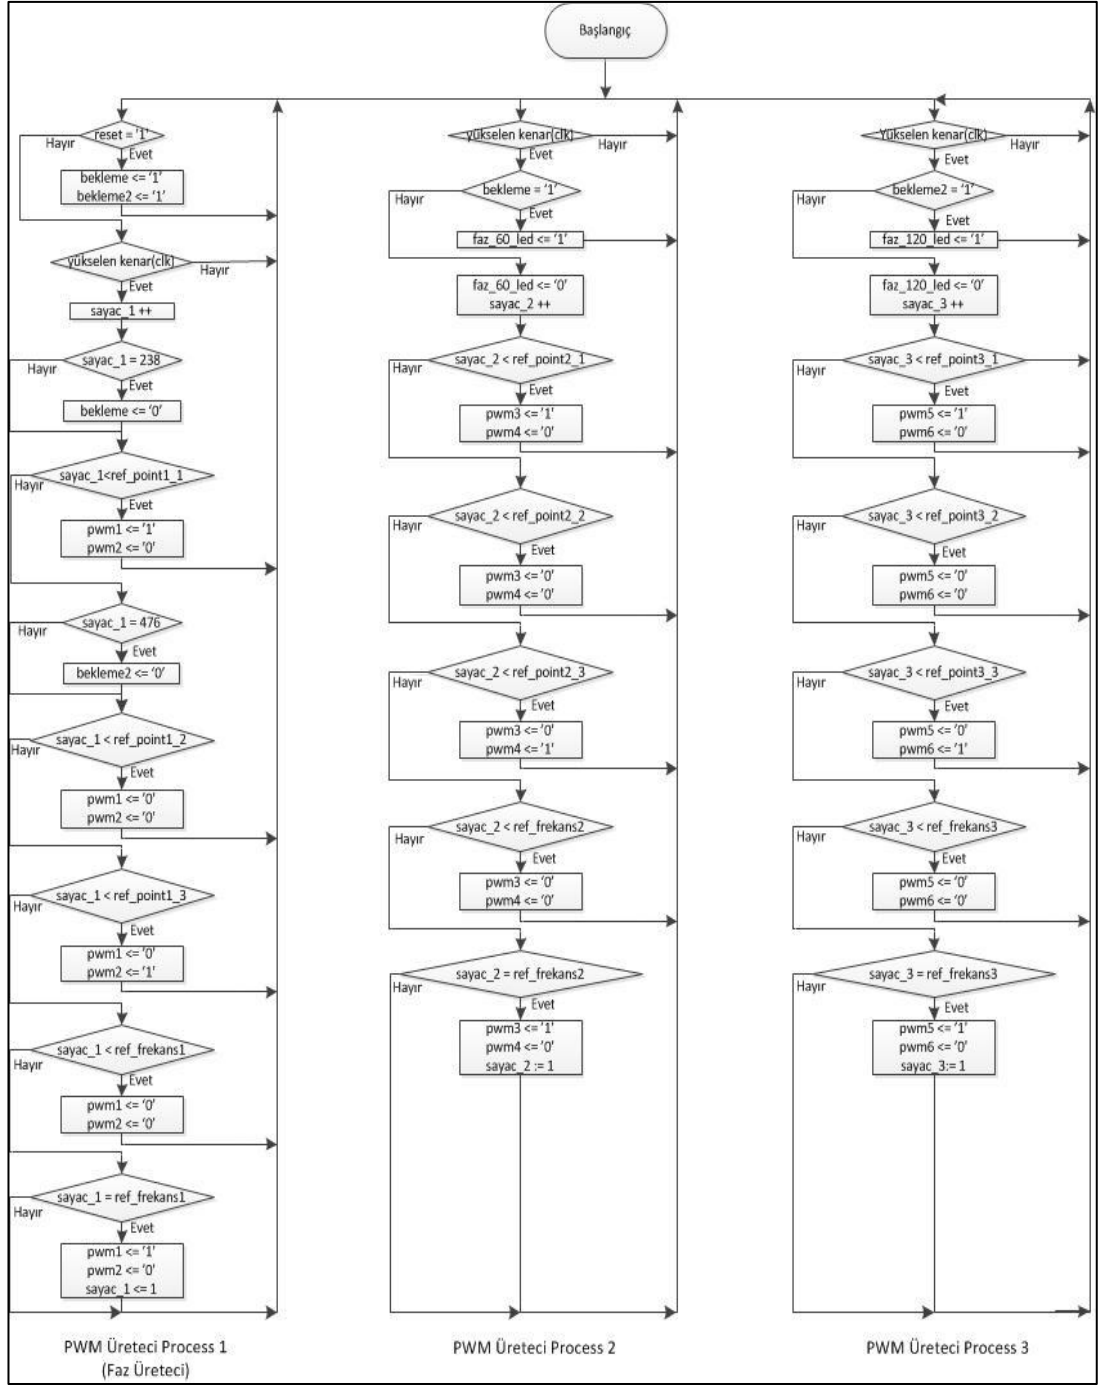 Başlangıç
reset = '1'
Hayır
Evet
bekleme <= '1'
bekleme2 <= '1'
yükselen kenar(clk)
Hayır
Evet
sayac_1 ++
sayac_1 = 238
Hayır
Evet
bekleme <= '0'
sayac_1<ref_point1_1
Hayır
Evet
pwm1 <= '1'
pwm2 <= '0'
sayac_1 = 476
Hayır
Evet
bekleme2 <= '0'
sayac_1 < ref_point1_2
Hayır
Evet
pwm1 <= '0'
pwm2 <= '0'
sayac_1 < ref_point1_3
Hayır
Evet
pwm1 <= '0'
pwm2 <= '1'
sayac_1 < ref_frekans1
Hayır
Evet
pwm1 <= '0'
pwm2 <= '0'
sayac_1 = ref_frekans1
Hayır
Evet
pwm1 <= '1'
pwm2 <= '0'
sayac_1 <= 1
PWM Üreteci Process 1
(Faz Üreteci)
yükselen kenar(clk)
Hayır
Evet
bekleme = '1'
Hayır
Evet
faz_60_led <= '1'
faz_60_led <= '0'
sayac_2 ++
sayac_2 < ref_point2_1
Hayır
Evet
pwm3 <= '1'
pwm4 <= '0'
sayac_2 < ref_point2_2
Hayır
Evet
pwm3 <= '0'
pwm4 <= '0'
sayac_2 < ref_point2_3
Hayır
Evet
pwm3 <= '0'
pwm4 <= '1'
sayac_2 < ref_frekans2
Hayır
Evet
pwm3 <= '0'
pwm4 <= '0'
sayac_2 = ref_frekans2
Hayır
Evet
pwm3 <= '1'
pwm4 <= '0'
sayac_2 := 1
PWM Üreteci Process 2
Yükselen kenar(clk)
Hayır
Evet
bekleme2 = '1'
Hayır
Evet
faz_120_led <= '1'
faz_120_led <= '0'
sayac_3 ++
sayac_3 < ref_point3_1
Hayır
Evet
pwm5 <= '1'
pwm6 <= '0'
sayac_3 < ref_point3_2
Hayır
Evet
pwm5 <= '0'
pwm6 <= '0'
sayac_3 < ref_point3_3
Hayır
Evet
pwm5 <= '0'
pwm6 <= '1'
sayac_3 < ref_frekans3
Hayır
Evet
pwm5 <= '0'
pwm6 <= '0'
sayac_3 = ref_frekans3
Hayır
Evet
pwm5 <= '1'
pwm6 <= '0'
sayac_3:= 1
PWM Üreteci Process 3